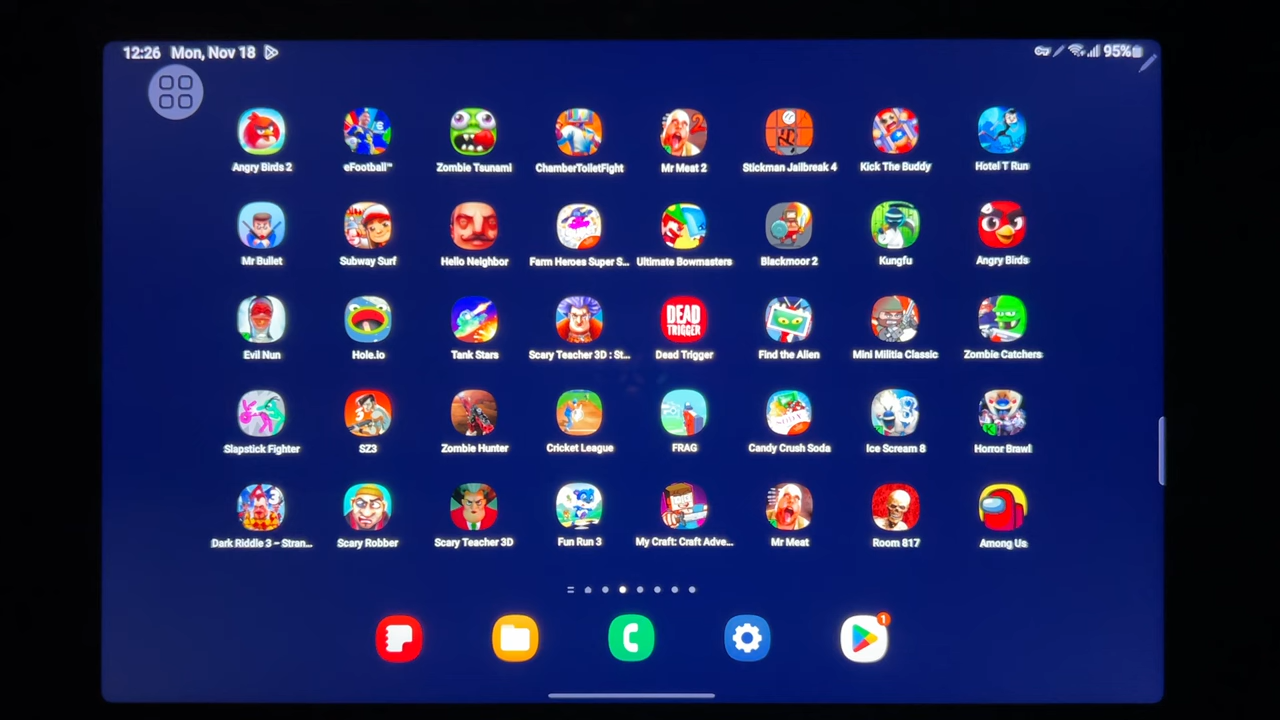 12:26 Mon, Nov 18
95%
Angry Birds 2 eFootball™ Zombie Tsunami ChamberToiletFight Mr Meat 2 Stickman Jailbreak 4 Kick The Buddy Hotel T Run
Mr Bullet Subway Surf Hello Neighbor Farm Heroes Super S... Ultimate Bowmasters Blackmoor 2 Kungfu Angry Birds
DEAD
TRIGGER
Evil Nun Hole.io Tank Stars Scary Teacher 3D : St... Dead Trigger Find the Alien Mini Militia Classic Zombie Catchers
SODA
Slapstick Fighter SZ3 Zombie Hunter Cricket League FRAG Candy Crush Soda Ice Scream 8 Horror Brawl
3
Dark Riddle 3 – Stran... Scary Robber Scary Teacher 3D Fun Run 3 My Craft: Craft Adve... Mr Meat Room 817 Among Us
1